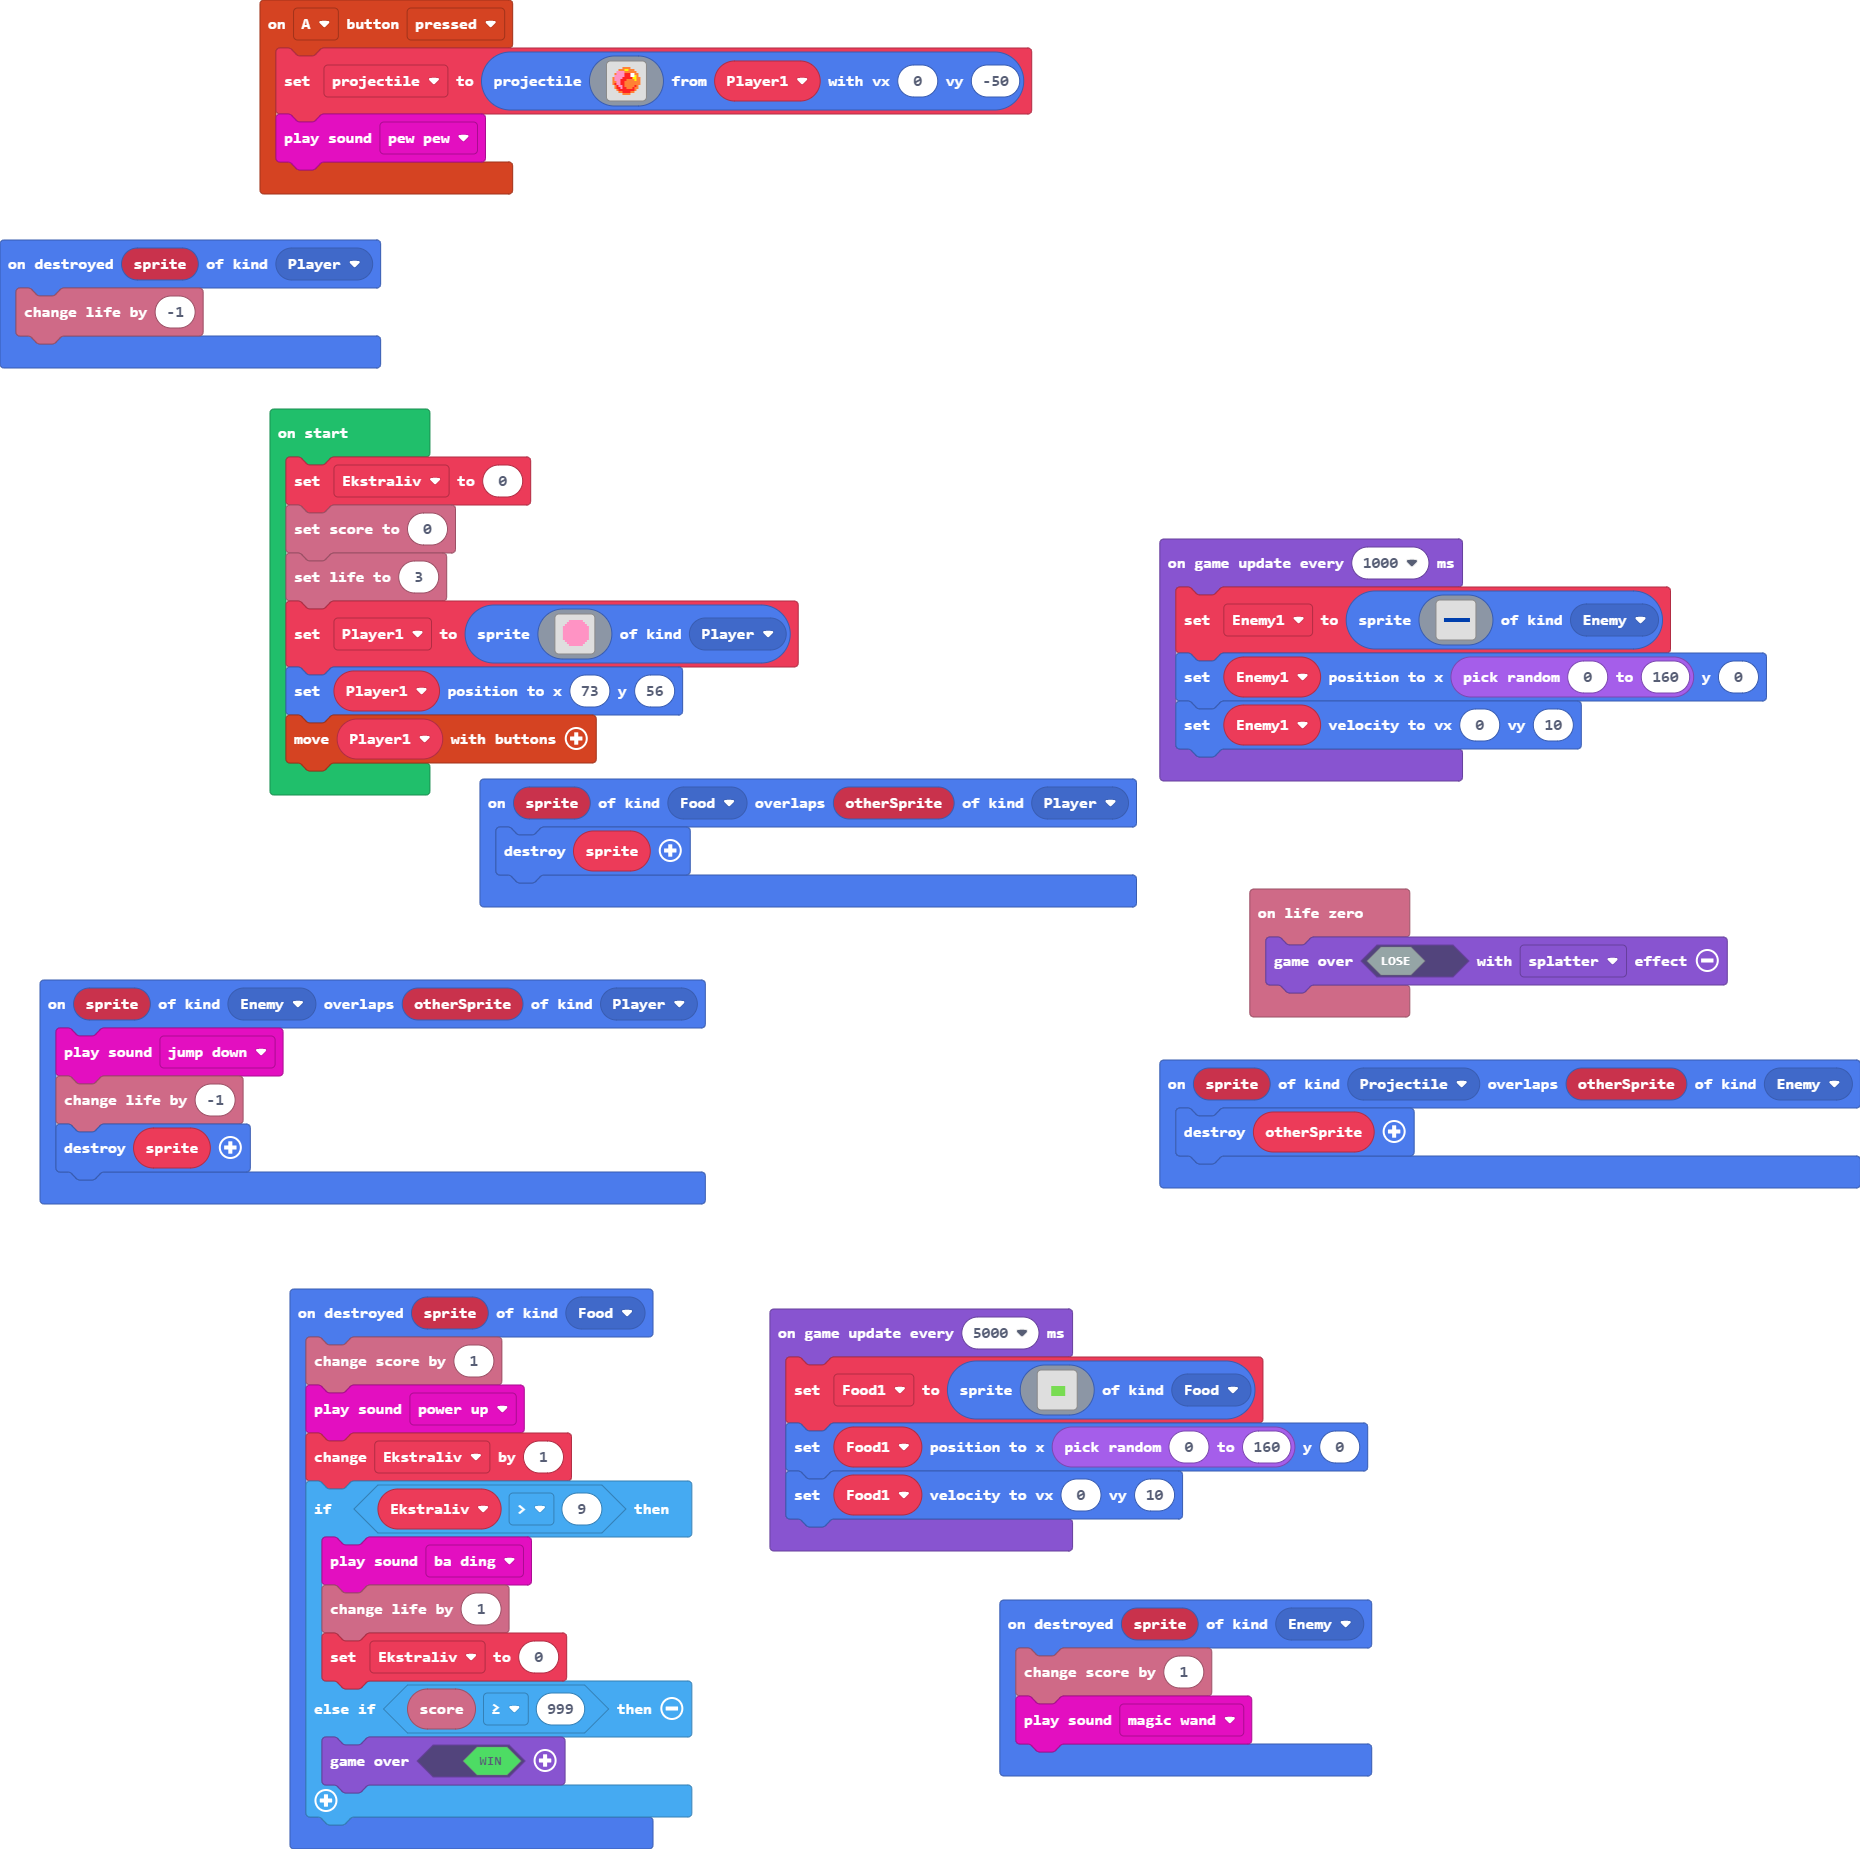 on A button pressed
set projectile to projectile from Player1 with vx 0 vy -50
play sound pew pew
on destroyed sprite of kind Player
change life by -1
on start
set Ekstraliv to 0
set score to 0
set life to 3
set Player1 to sprite of kind Player
set Player1 position to x 73 y 56
move Player1 with buttons
on game update every 1000 ms
set Enemy1 to sprite of kind Enemy
set Enemy1 position to x pick random 0 to 160 y 0
set Enemy1 velocity to vx 0 vy 10
on sprite of kind Food overlaps otherSprite of kind Player
destroy sprite
on life zero
game over LOSE with splatter effect
on sprite of kind Enemy overlaps otherSprite of kind Player
play sound jump down
change life by -1
destroy sprite
on sprite of kind Projectile overlaps otherSprite of kind Enemy
destroy otherSprite
on destroyed sprite of kind Food
change score by 1
play sound power up
change Ekstraliv by 1
if Ekstraliv > 9 then
play sound ba ding
change life by 1
set Ekstraliv to 0
else if score ≥ 999 then
game over WIN
on game update every 5000 ms
set Food1 to sprite of kind Food
set Food1 position to x pick random 0 to 160 y 0
set Food1 velocity to vx 0 vy 10
on destroyed sprite of kind Enemy
change score by 1
play sound magic wand